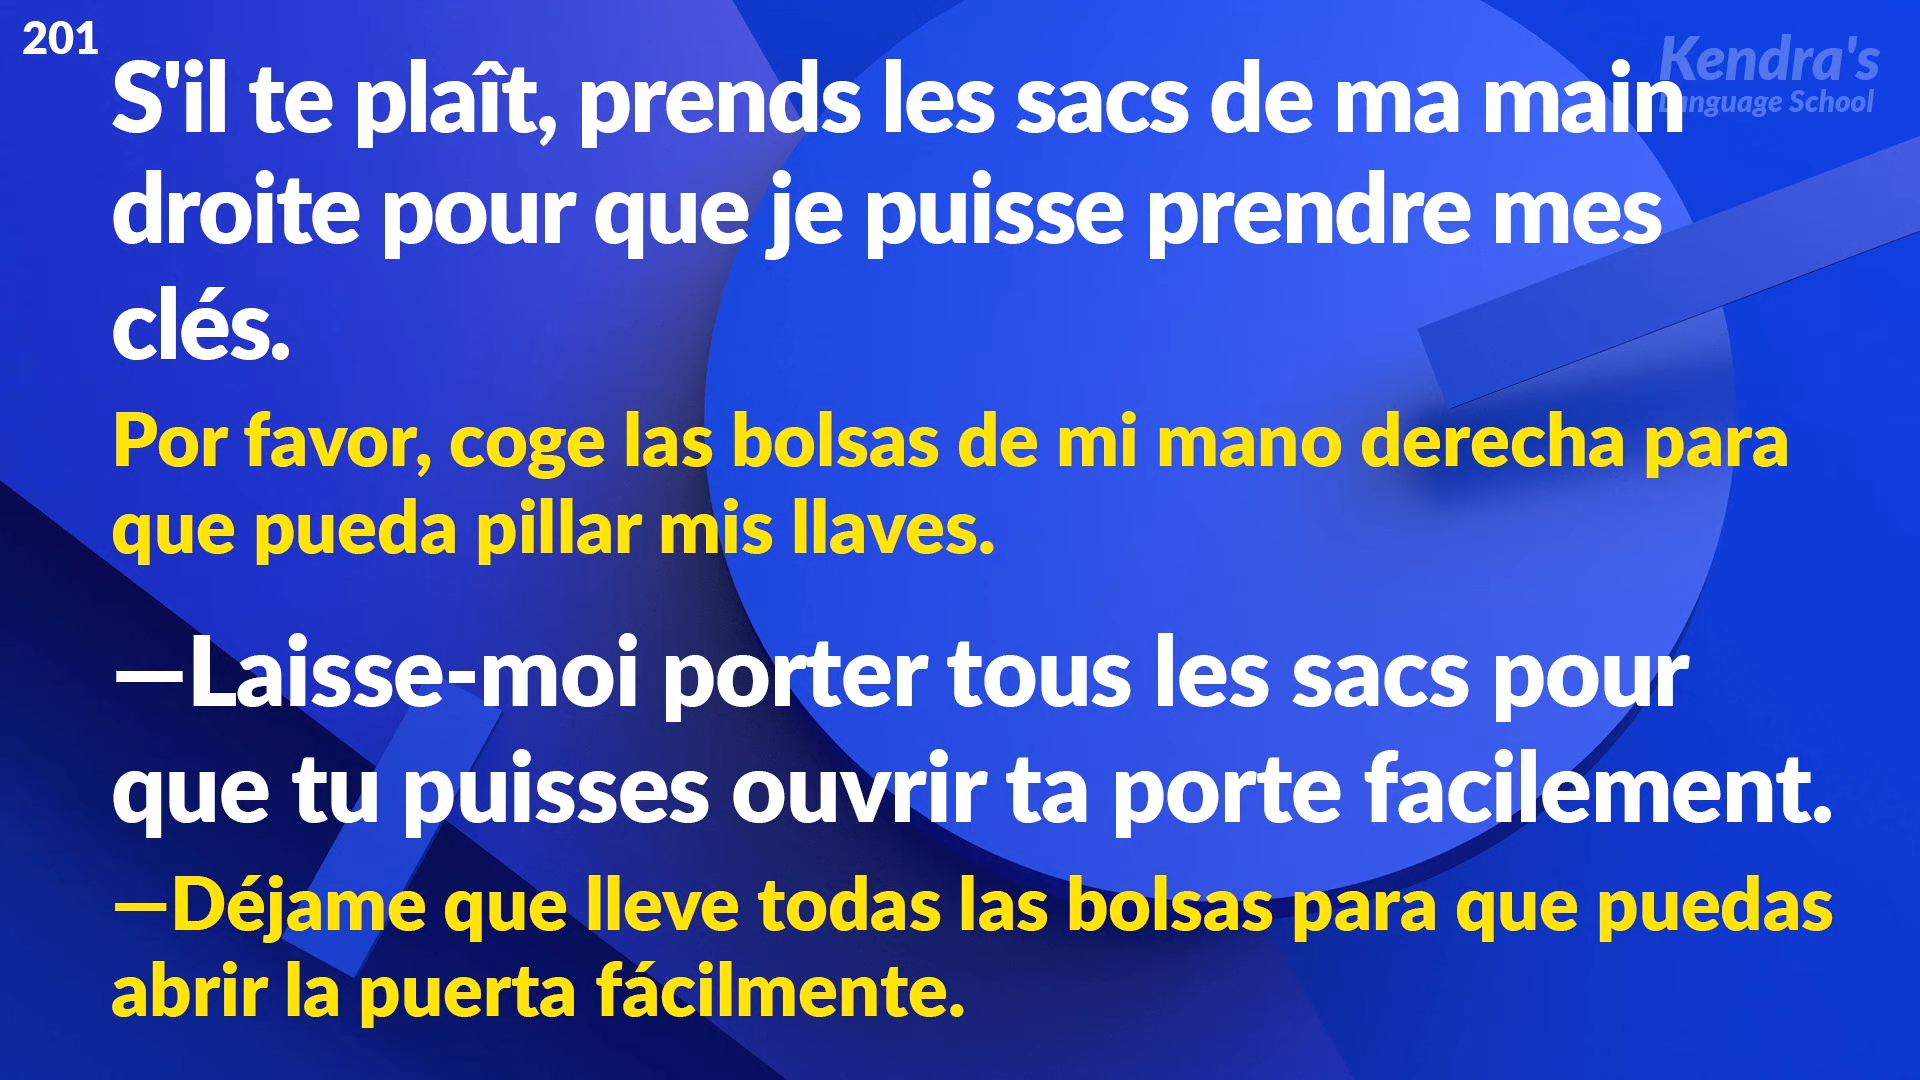 201
Kendra's
Language School
S'il te plaît, prends les sacs de ma main
droite pour que je puisse prendre mes
clés.
Por favor, coge las bolsas de mi mano derecha para
que pueda pillar mis llaves.
—Laisse-moi porter tous les sacs pour
que tu puisses ouvrir ta porte facilement.
—Déjame que lleve todas las bolsas para que puedas
abrir la puerta fácilmente.